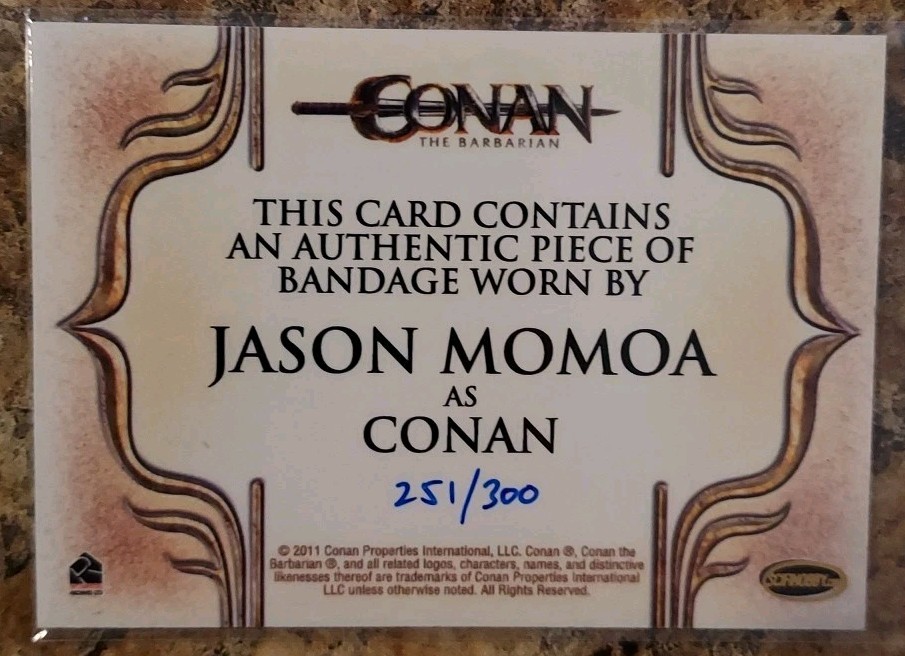 CONAN
THE BARBARIAN
THIS CARD CONTAINS
AN AUTHENTIC PIECE OF
BANDAGE WORN BY
JASON MOMOA
AS
CONAN
251/300
© 2011 Conan Properties International, LLC. Conan ®, Conan the
Barbarian ®, and all related logos, characters, names, and distinctive
likenesses thereof are trademarks of Conan Properties International
LLC unless otherwise noted. All Rights Reserved.